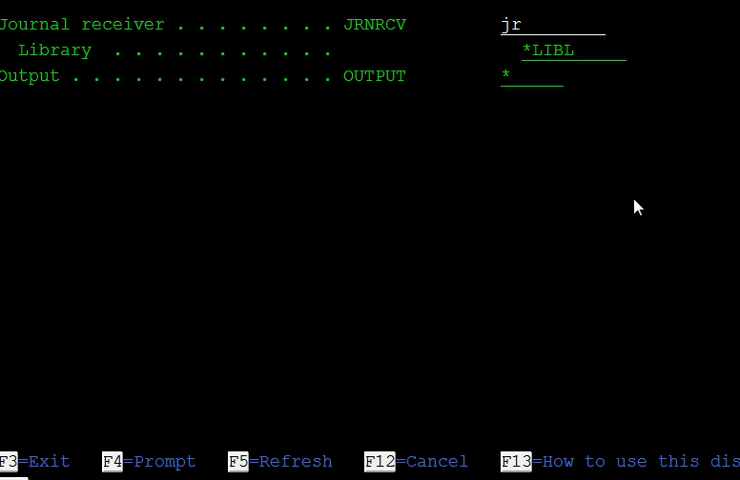 Journal receiver . . . . . . . . JRNRCV jr
Library . . . . . . . . . . . *LIBL
Output . . . . . . . . . . . . . OUTPUT *
F3=Exit F4=Prompt F5=Refresh F12=Cancel F13=How to use this dis